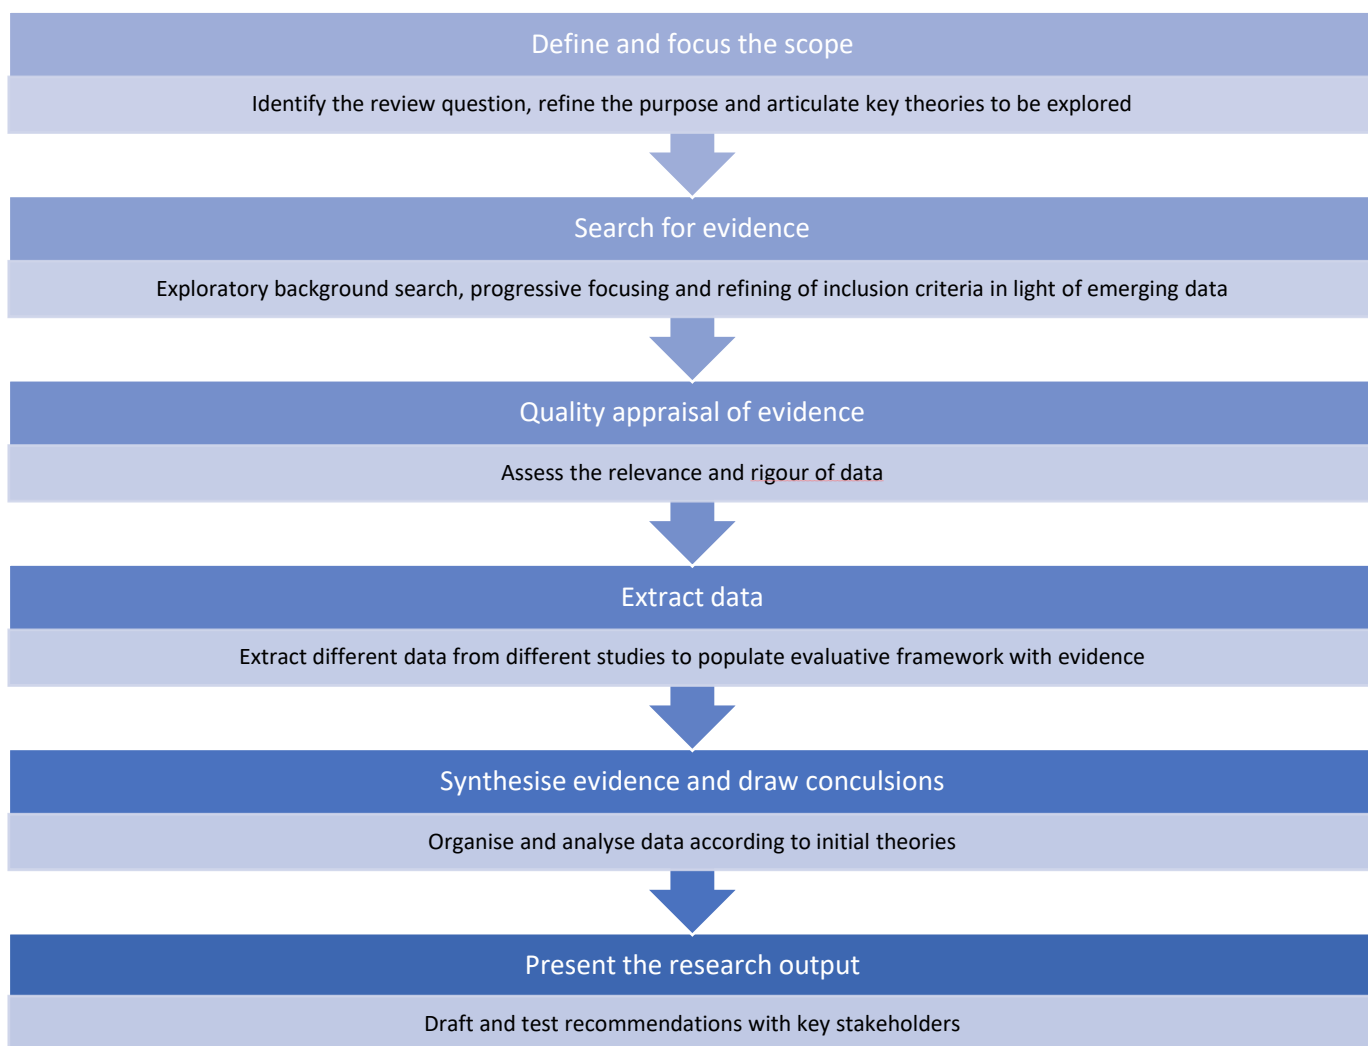 Define and focus the scope
Identify the review question, refine the purpose and articulate key theories to be explored
Search for evidence
Exploratory background search, progressive focusing and refining of inclusion criteria in light of emerging data
Quality appraisal of evidence
Assess the relevance and rigour of data
Extract data
Extract different data from different studies to populate evaluative framework with evidence
Synthesise evidence and draw conculsions
Organise and analyse data according to initial theories
Present the research output
Draft and test recommendations with key stakeholders